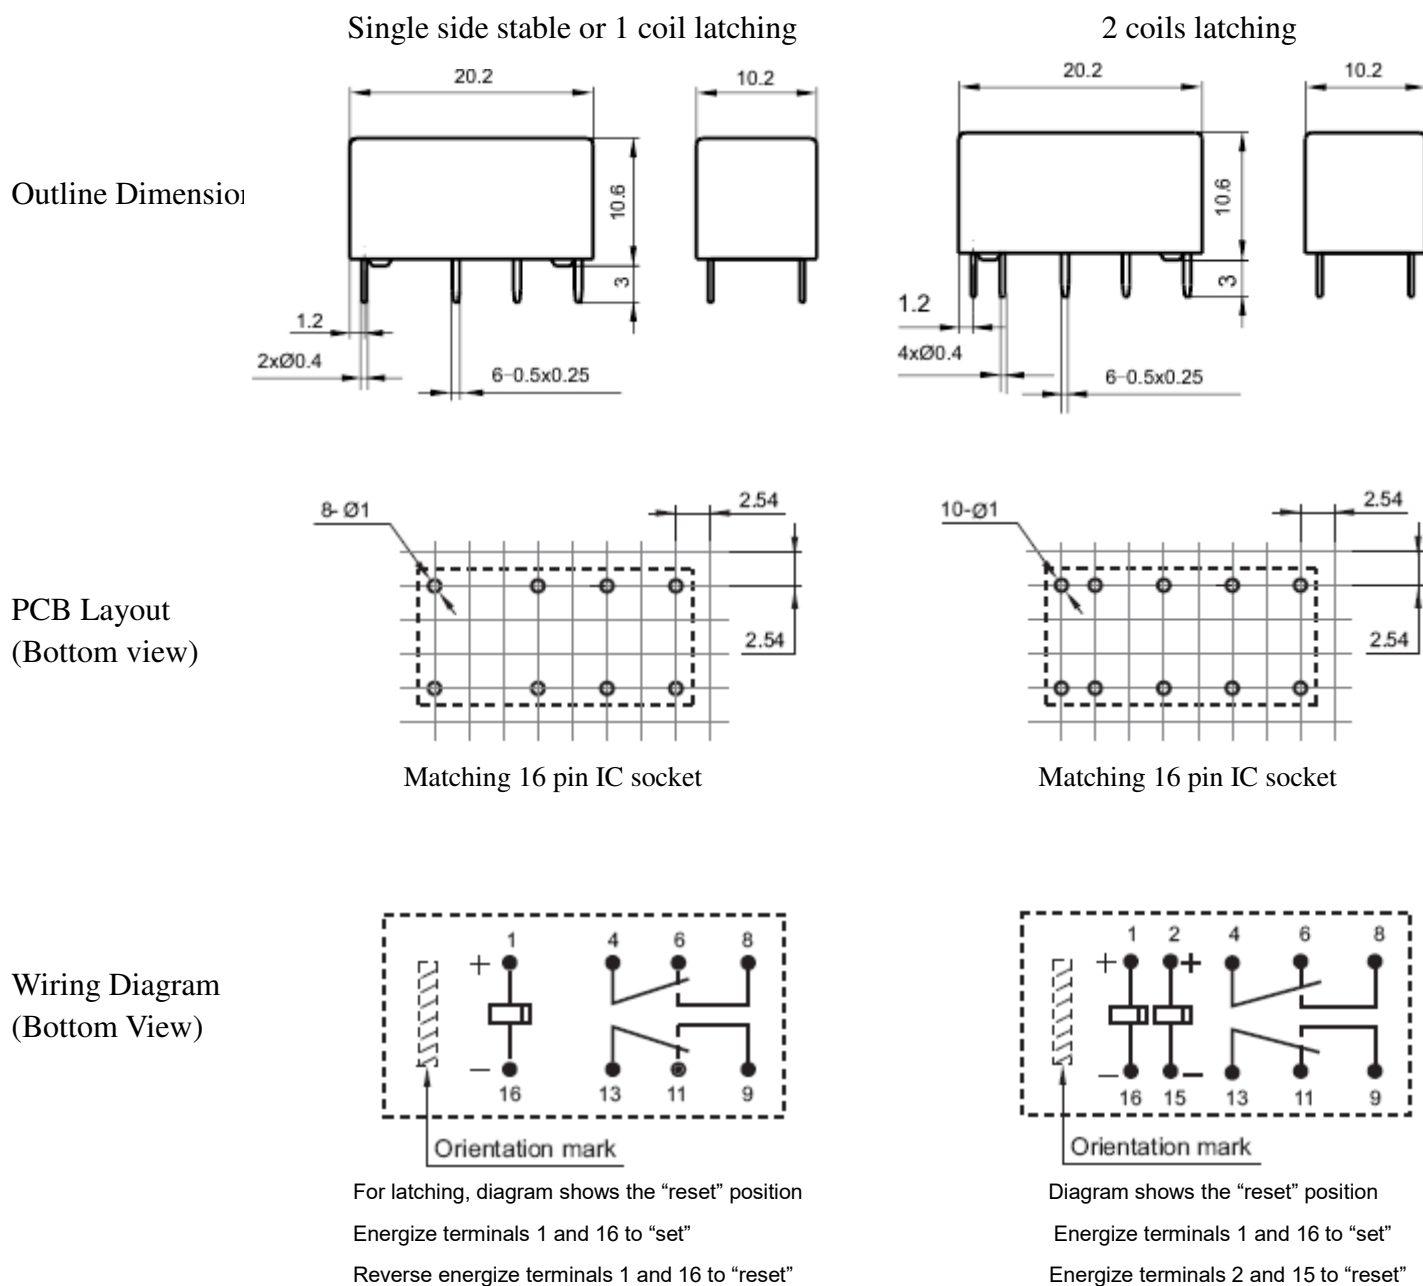 Single side stable or 1 coil latching
2 coils latching
Outline Dimension
20.2
10.2
10.6
3
1.2
2xØ0.4
6-0.5x0.25
20.2
10.2
10.6
3
1.2
4xØ0.4
6-0.5x0.25
PCB Layout
(Bottom view)
8- Ø1
2.54
2.54
Matching 16 pin IC socket
10-Ø1
2.54
2.54
Matching 16 pin IC socket
Wiring Diagram
(Bottom View)
1 4 6 8
+
−
16 13 11 9
Orientation mark
For latching, diagram shows the “reset” position
Energize terminals 1 and 16 to “set”
Reverse energize terminals 1 and 16 to “reset”
1 2 4 6 8
+ +
− −
16 15 13 11 9
Orientation mark
Diagram shows the “reset” position
Energize terminals 1 and 16 to “set”
Energize terminals 2 and 15 to “reset”